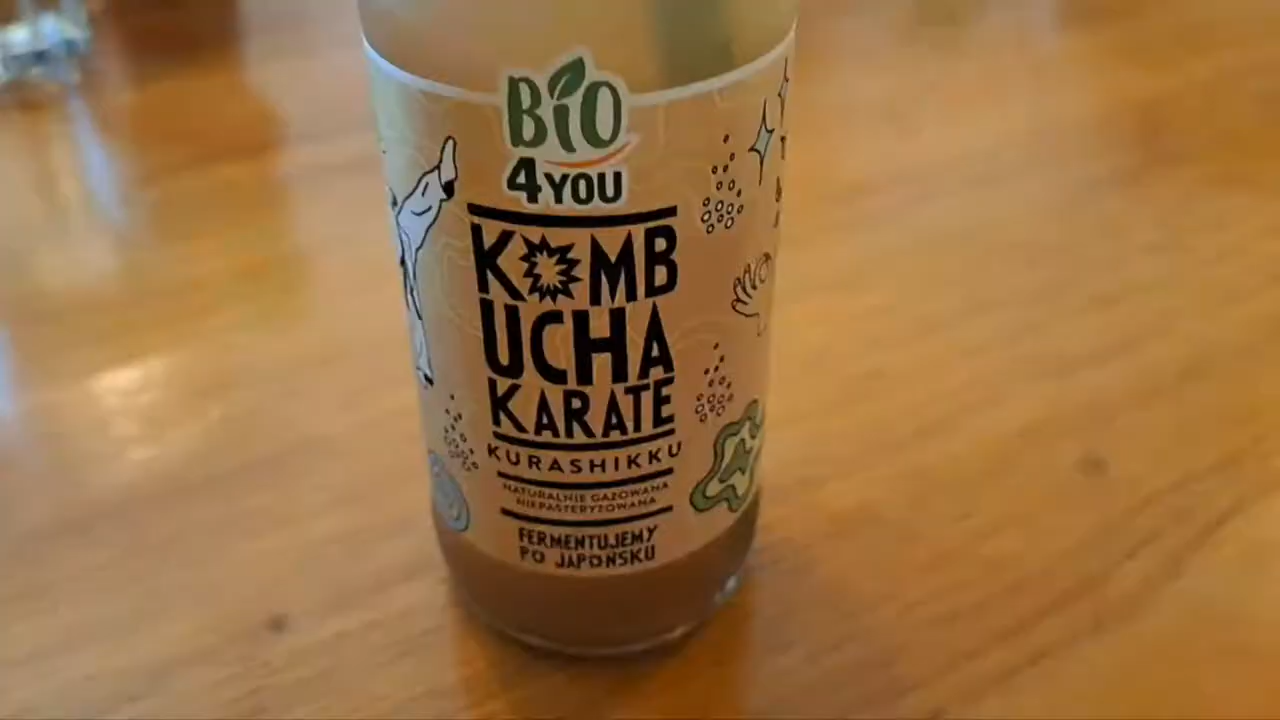 BiO
4YOU
KOMB
UCHA
KARATE
KURASHIKKU
NATURALNIE GAZOWANA
NIEPASTERYZOWANA
FERMENTUJEMY
PO JAPOŃSKU